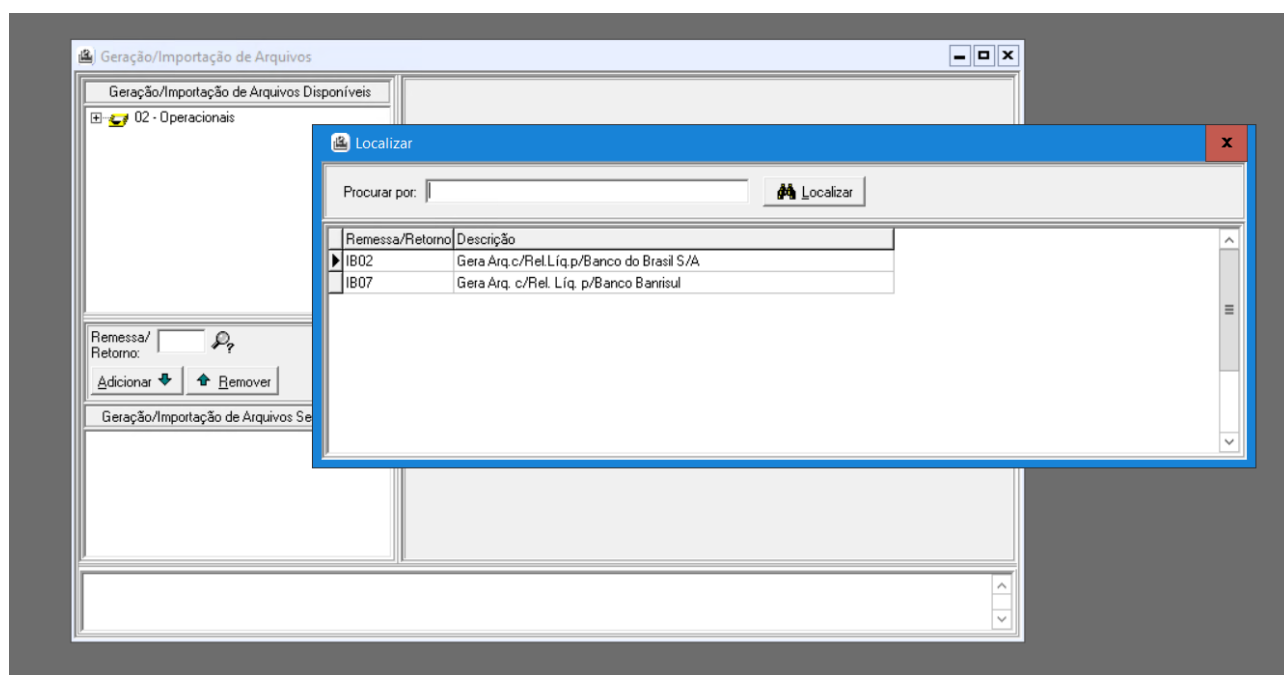 Geração/Importação de Arquivos
Geração/Importação de Arquivos Disponíveis
02 - Operacionais
Localizar
Procurar por:
Localizar
Remessa/Retorno Descrição
IB02 Gera Arq.c/Rel.Líq.p/Banco do Brasil S/A
IB07 Gera Arq. c/Rel. Líq. p/Banco Banrisul
Remessa/
Retorno:
Adicionar Remover
Geração/Importação de Arquivos Se